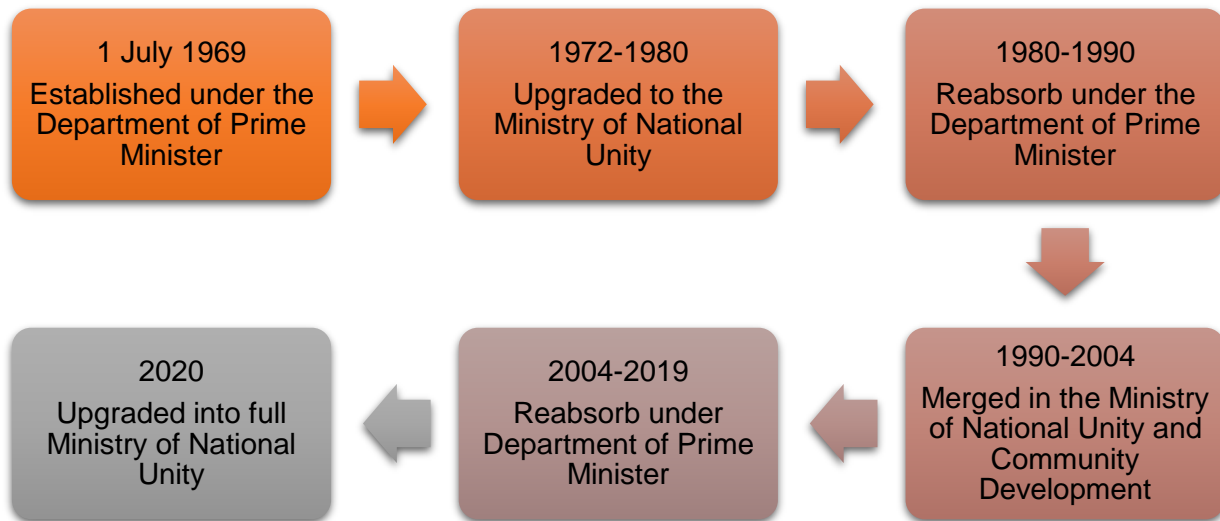 1 July 1969
Established under the
Department of Prime
Minister
1972-1980
Upgraded to the
Ministry of National
Unity
1980-1990
Reabsorb under the
Department of Prime
Minister
1990-2004
Merged in the Ministry
of National Unity and
Community
Development
2004-2019
Reabsorb under
Department of Prime
Minister
2020
Upgraded into full
Ministry of National
Unity